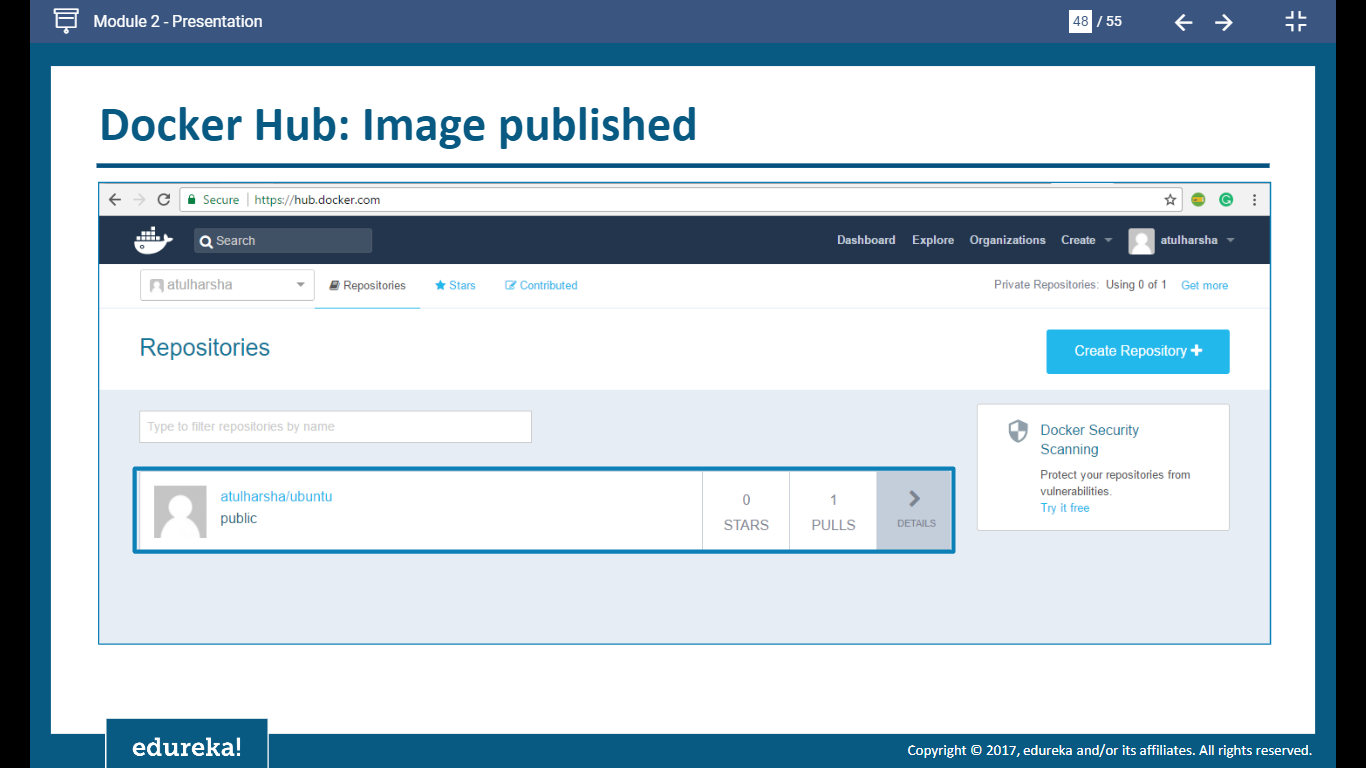 Module 2 - Presentation
48 / 55
Docker Hub: Image published
Secure https://hub.docker.com
Search
Dashboard Explore Organizations Create atulharsha
atulharsha Repositories Stars Contributed Private Repositories: Using 0 of 1 Get more
Repositories
Create Repository
Type to filter repositories by name
atulharsha/ubuntu
public
0
STARS
1
PULLS
DETAILS
Docker Security
Scanning
Protect your repositories from
vulnerabilities.
Try it free
edureka!
Copyright © 2017, edureka and/or its affiliates. All rights reserved.